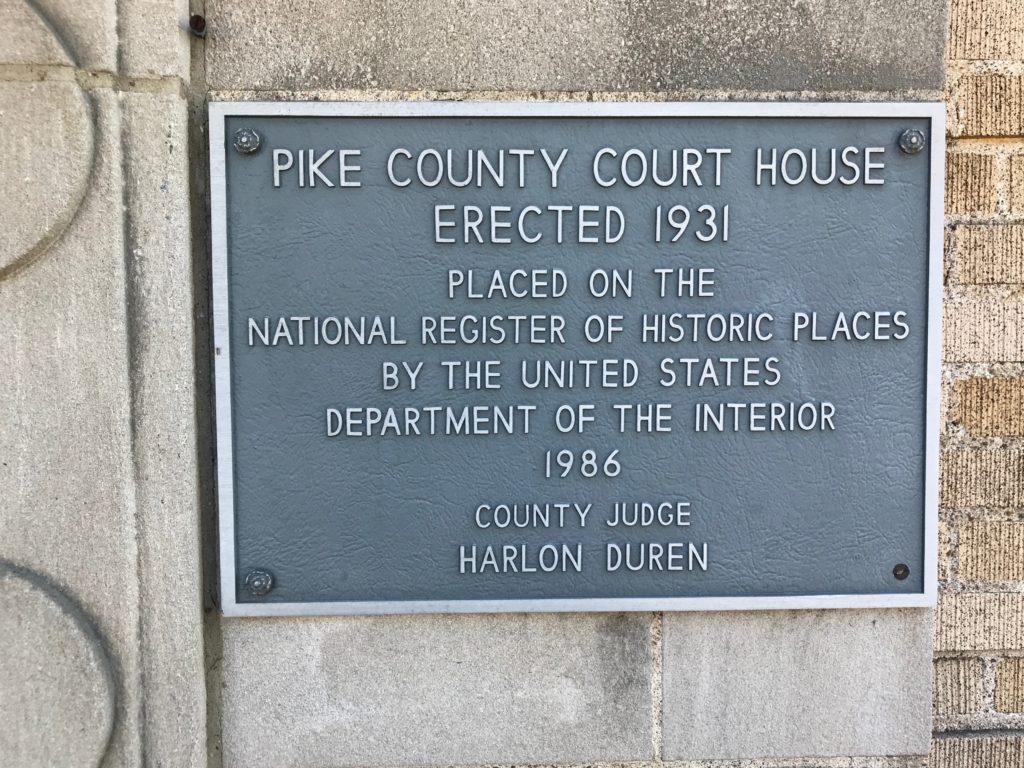 PIKE COUNTY COURT HOUSE
ERECTED 1931
PLACED ON THE
NATIONAL REGISTER OF HISTORIC PLACES
BY THE UNITED STATES
DEPARTMENT OF THE INTERIOR
1986
COUNTY JUDGE
HARLON DUREN